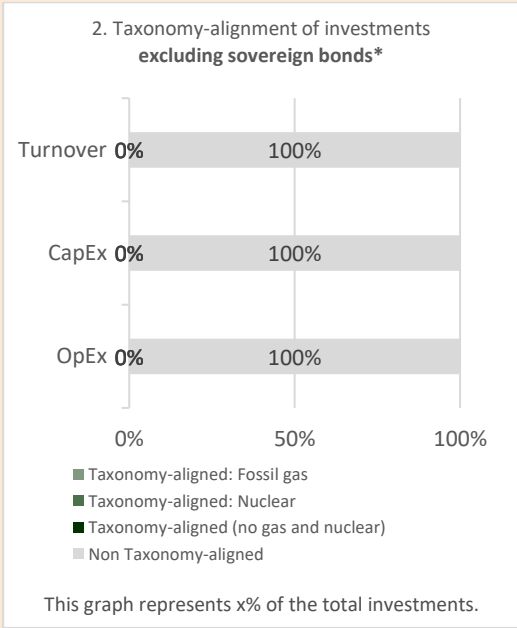 2. Taxonomy-alignment of investments
excluding sovereign bonds*
Turnover 0% 100%
CapEx 0% 100%
OpEx 0% 100%
0% 50% 100%
Taxonomy-aligned: Fossil gas
Taxonomy-aligned: Nuclear
Taxonomy-aligned (no gas and nuclear)
Non Taxonomy-aligned
This graph represents x% of the total investments.